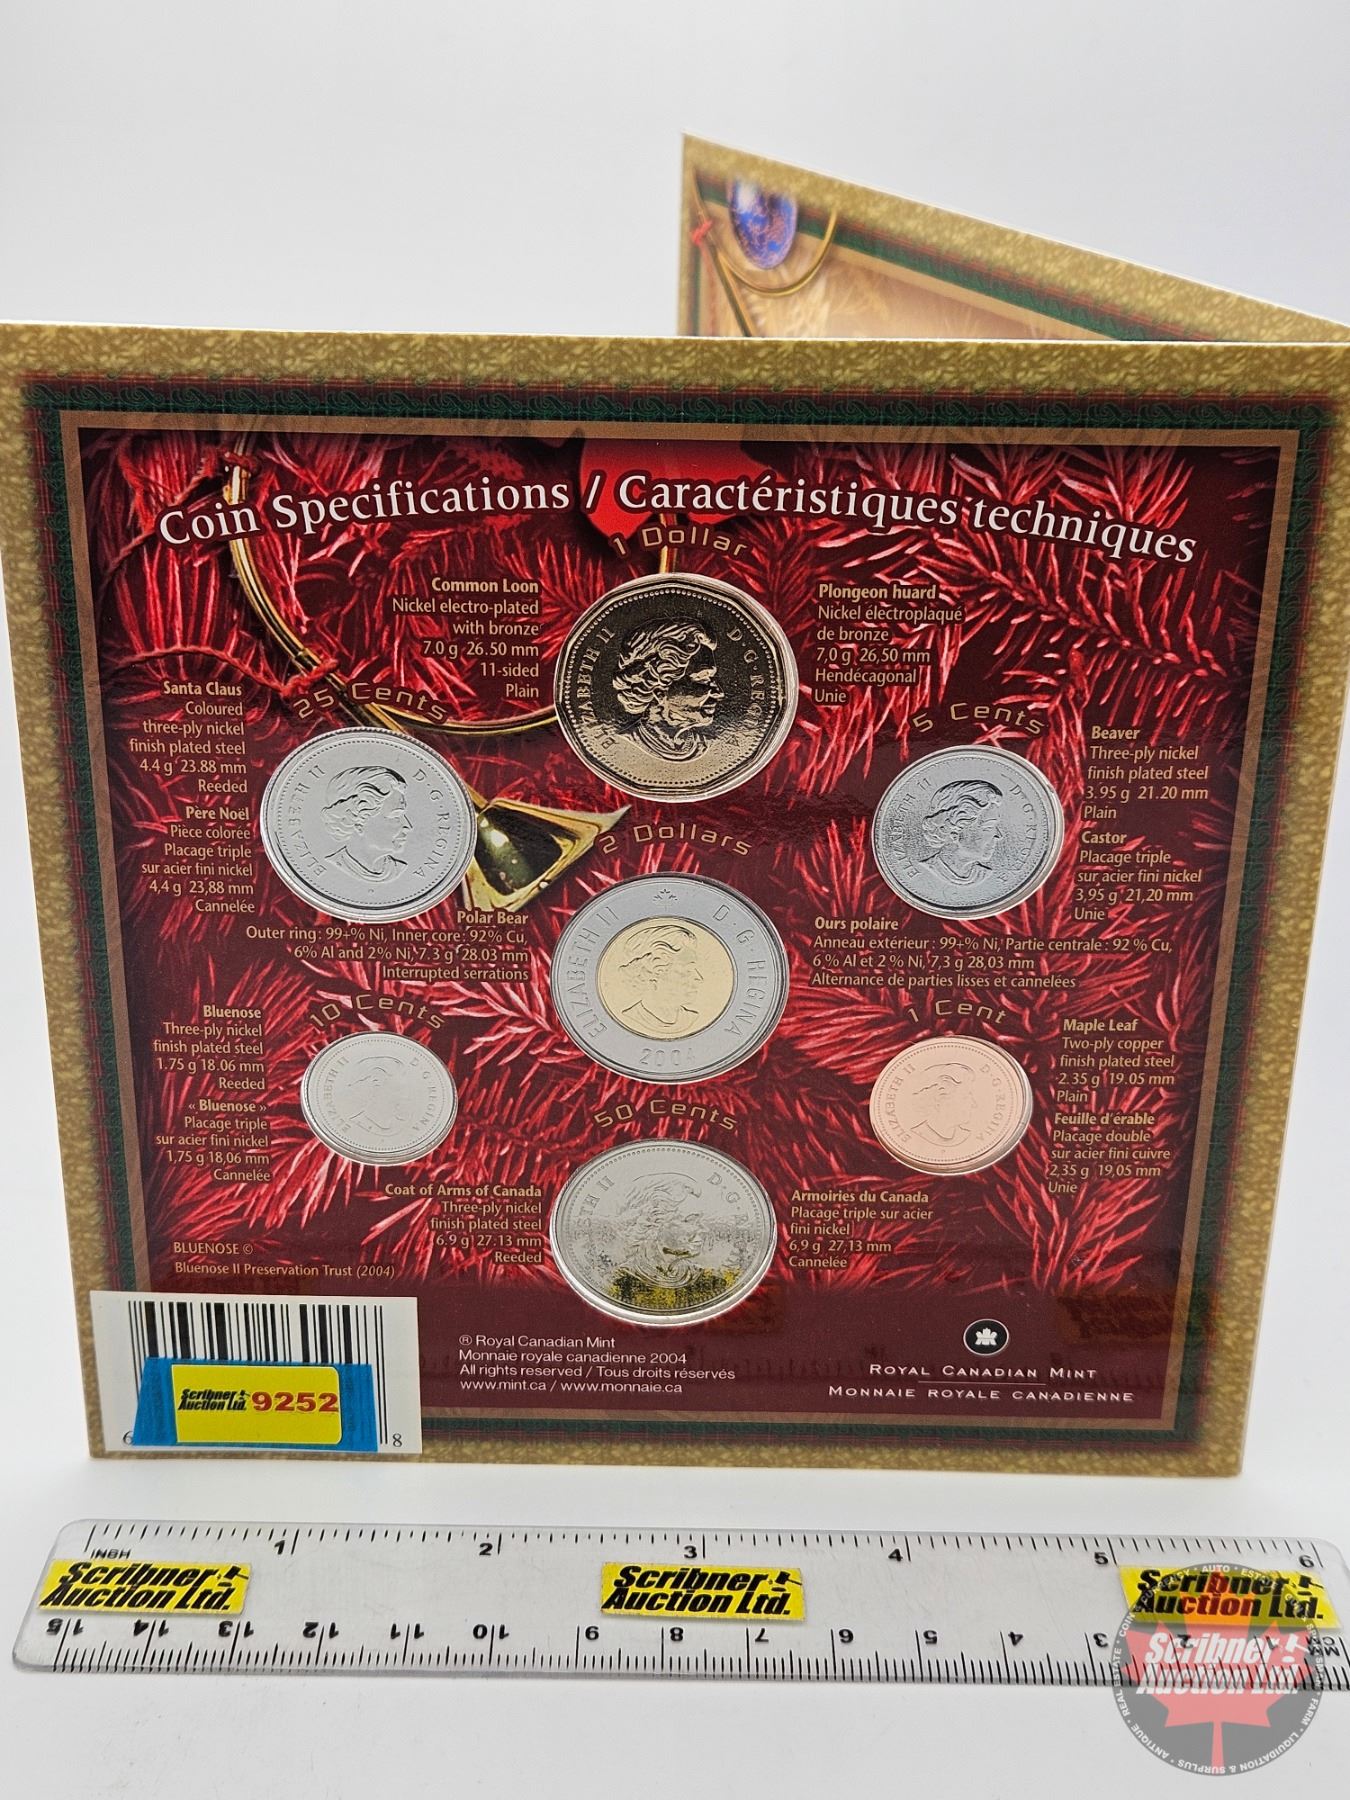 Coin Specifications / Caractéristiques techniques
1 Dollar
Common Loon
Nickel electro-plated
with bronze
7.0 g 26.50 mm
11-sided
Plain
Plongeon huard
Nickel électroplaqué
de bronze
7,0 g 26,50 mm
Hendécagonal
Unie
ELIZABETH II D·G·REGINA
25 Cents
Santa Claus
Coloured
three-ply nickel
finish plated steel
4.4 g 23.88 mm
Reeded
Père Noël
Pièce colorée
Placage triple
sur acier fini nickel
4,4 g 23,88 mm
Cannelée
ELIZABETH II D·G·REGINA
5 Cents
Beaver
Three-ply nickel
finish plated steel
3.95 g 21.20 mm
Plain
Castor
Placage triple
sur acier fini nickel
3,95 g 21,20 mm
Unie
ELIZABETH II D·G·REGINA
2 Dollars
Polar Bear
Outer ring: 99+% Ni, Inner core: 92% Cu,
6% Al and 2% Ni, 7.3 g 28.03 mm
Interrupted serrations
Ours polaire
Anneau extérieur : 99+% Ni, Partie centrale : 92 % Cu,
6 % Al et 2 % Ni, 7,3 g 28,03 mm
Alternance de parties lisses et cannelées
ELIZABETH II D·G·REGINA
2004
10 Cents
Bluenose
Three-ply nickel
finish plated steel
1.75 g 18.06 mm
Reeded
« Bluenose »
Placage triple
sur acier fini nickel
1,75 g 18,06 mm
Cannelée
ELIZABETH II D·G·REGINA
1 Cent
Maple Leaf
Two-ply copper
finish plated steel
2.35 g 19.05 mm
Plain
Feuille d'érable
Placage double
sur acier fini cuivre
2,35 g 19,05 mm
Unie
ELIZABETH II D·G·REGINA
P
50 Cents
Coat of Arms of Canada
Three-ply nickel
finish plated steel
6.9 g 27.13 mm
Reeded
Armoiries du Canada
Placage triple sur acier
fini nickel
6,9 g 27,13 mm
Cannelée
BLUENOSE ©
Bluenose II Preservation Trust (2004)
® Royal Canadian Mint
Monnaie royale canadienne 2004
All rights reserved / Tous droits réservés
www.mint.ca / www.monnaie.ca
ROYAL CANADIAN MINT
MONNAIE ROYALE CANADIENNE
Scribner
Auction Ltd. 9252
6 8
INCH 1 2 3 4 5 6
Scribner
Auction Ltd.
Scribner
Auction Ltd.
Scribner
Auction Ltd.
15 14 13 12 11 10 9 8 7 6 5 4 3 2 1 CM
Scribner
Auction Ltd.
ANTIQUE · REAL ESTATE · COIN
AUTO
FARM · LIQUIDATION & SURPLUS